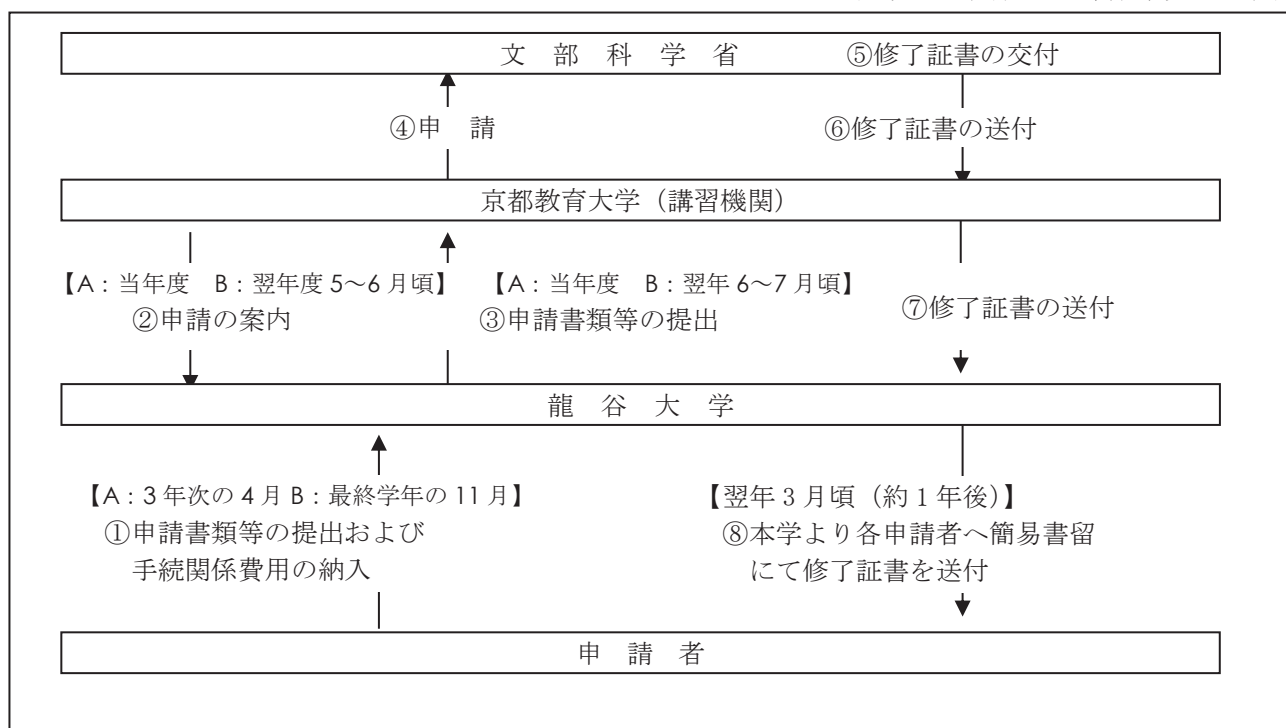 文 部 科 学 省 ⑤修了証書の交付
④申 請 ⑥修了証書の送付
京都教育大学（講習機関）
【A：当年度 B：翌年度 5～6 月頃】 【A：当年度 B：翌年 6～7 月頃】
②申請の案内 ③申請書類等の提出 ⑦修了証書の送付
龍 谷 大 学
【A：3 年次の 4 月 B：最終学年の 11 月】 【翌年 3 月頃（約 1 年後）】
①申請書類等の提出および ⑧本学より各申請者へ簡易書留
手続関係費用の納入 にて修了証書を送付
申 請 者